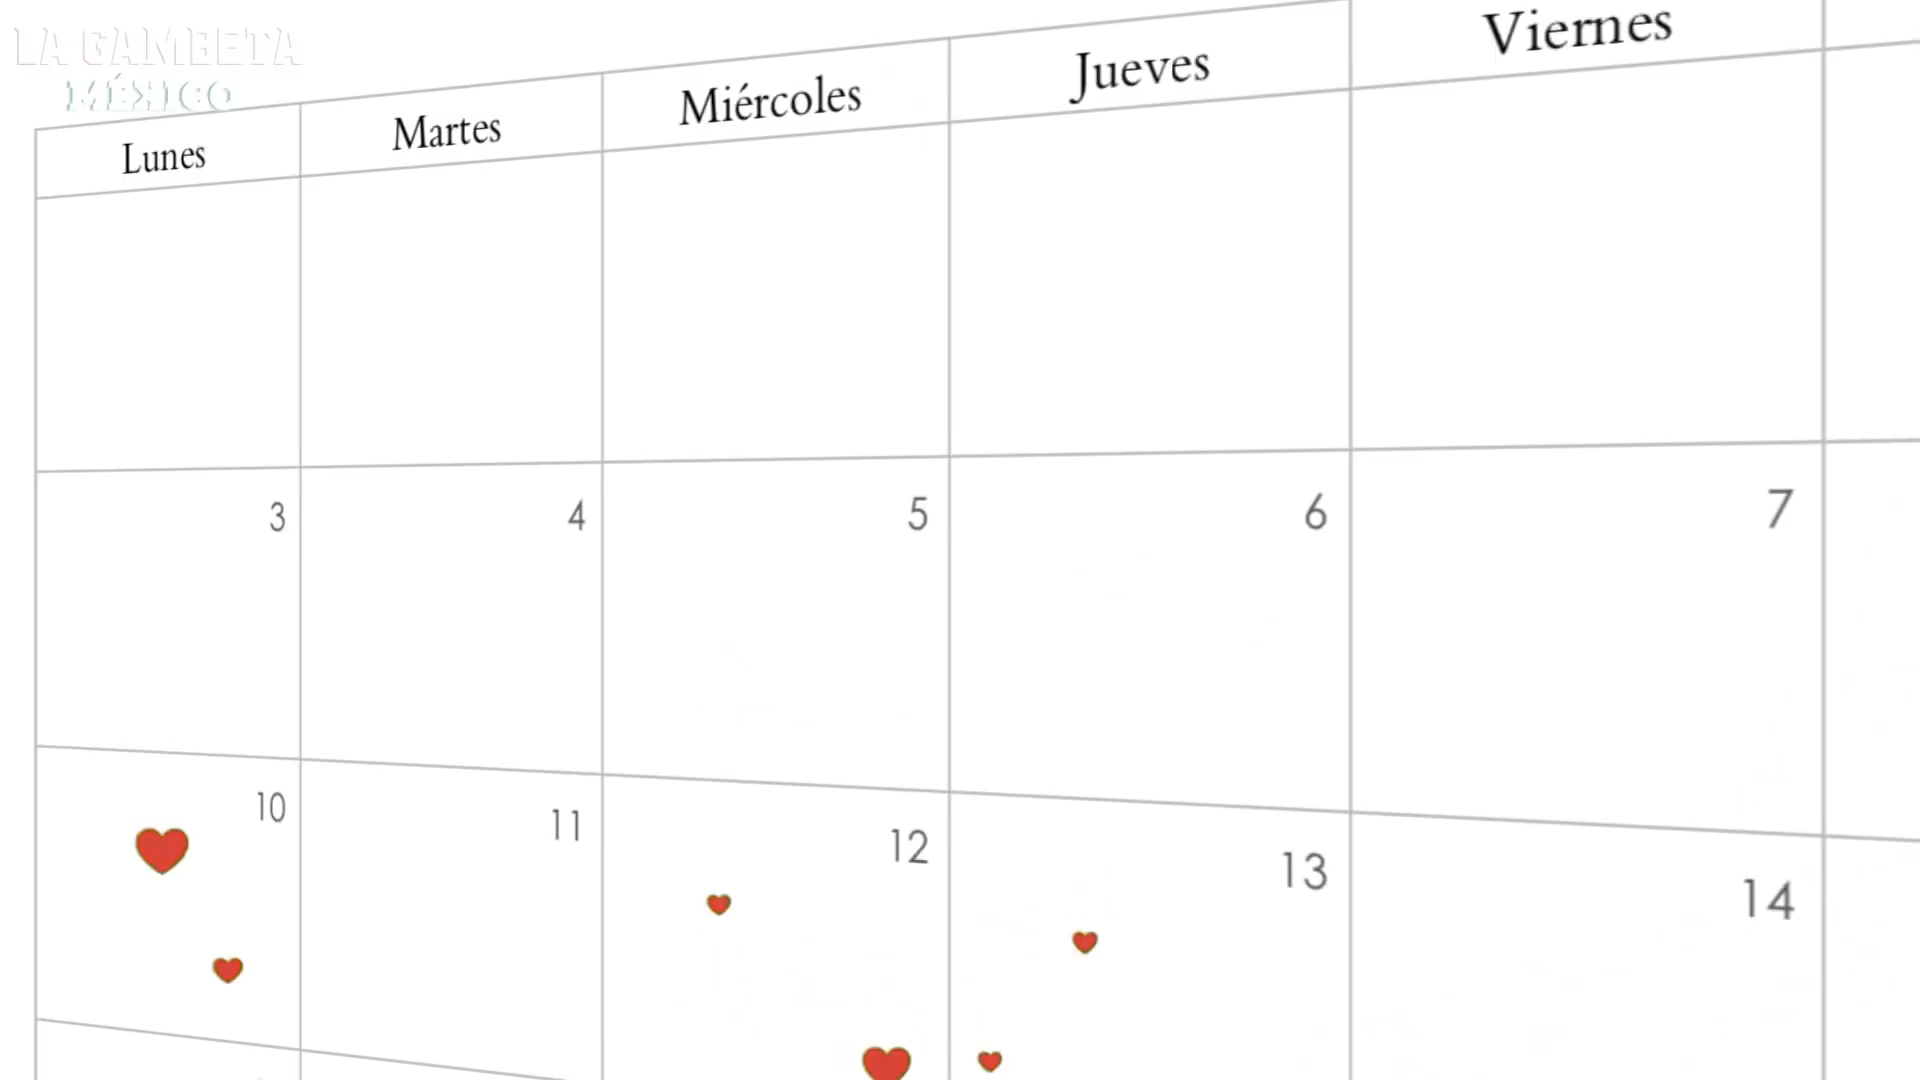 LA GAMBETA
MÉXICO
Lunes Martes Miércoles Jueves Viernes
3 4 5 6 7
10 11 12 13 14